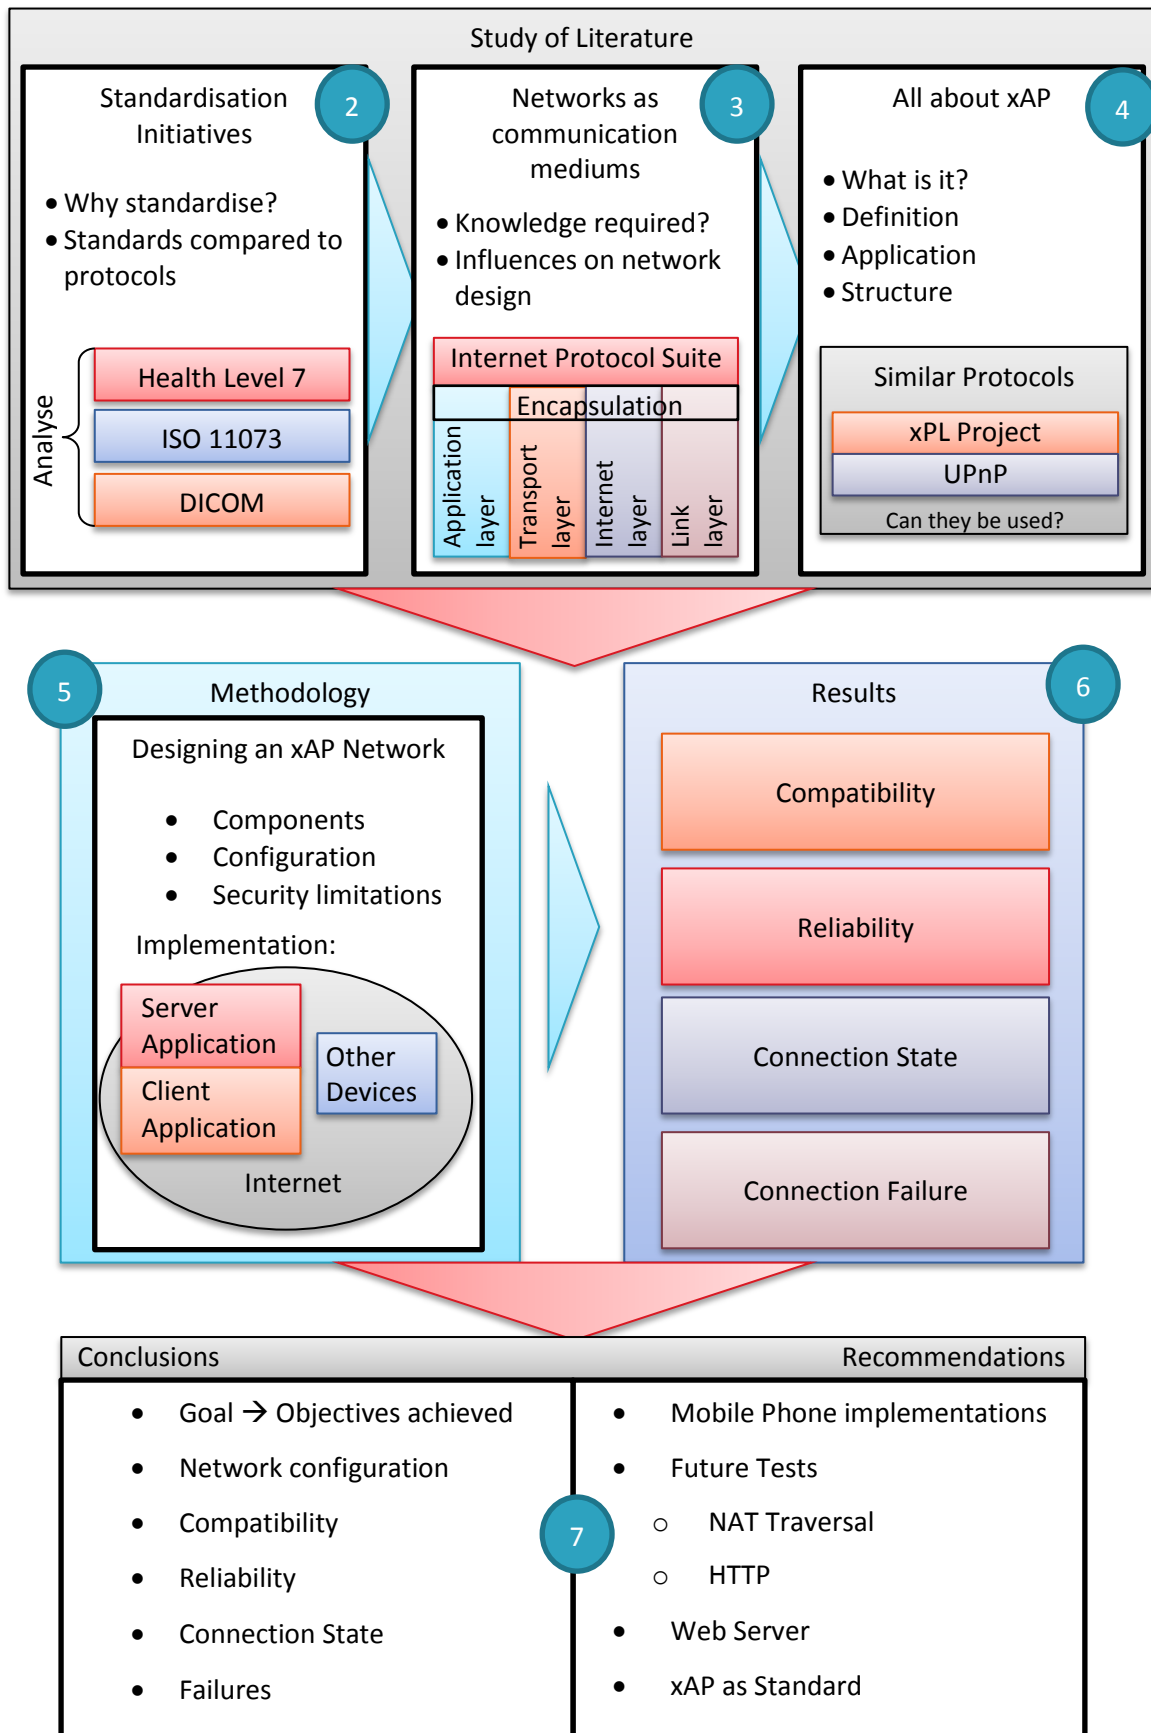 Study of Literature
Standardisation
Initiatives
2
• Why standardise?
• Standards compared to
protocols
Analyse
Health Level 7
ISO 11073
DICOM
Networks as
communication
mediums
3
• Knowledge required?
• Influences on network
design
Internet Protocol Suite
Encapsulation
Application
layer
Transport
layer
Internet
layer
Link
layer
All about xAP
4
• What is it?
• Definition
• Application
• Structure
Similar Protocols
xPL Project
UPnP
Can they be used?
5
Methodology
Designing an xAP Network
• Components
• Configuration
• Security limitations
Implementation:
Server
Application
Client
Application
Other
Devices
Internet
Results
6
Compatibility
Reliability
Connection State
Connection Failure
Conclusions
• Goal → Objectives achieved
• Network configuration
• Compatibility
• Reliability
• Connection State
• Failures
7
Recommendations
• Mobile Phone implementations
• Future Tests
o NAT Traversal
o HTTP
• Web Server
• xAP as Standard